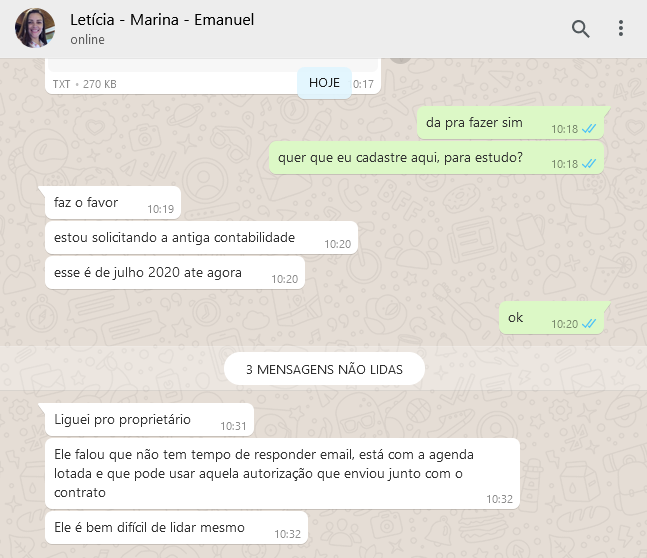 Letícia - Marina - Emanuel
online
TXT • 270 KB
HOJE
0:17
da pra fazer sim
10:18
quer que eu cadastre aqui, para estudo?
10:18
faz o favor
10:19
estou solicitando a antiga contabilidade
10:20
esse é de julho 2020 ate agora
10:20
ok
10:20
3 MENSAGENS NÃO LIDAS
Liguei pro proprietário
10:31
Ele falou que não tem tempo de responder email, está com a agenda
lotada e que pode usar aquela autorização que enviou junto com o
contrato
10:32
Ele é bem difícil de lidar mesmo
10:32